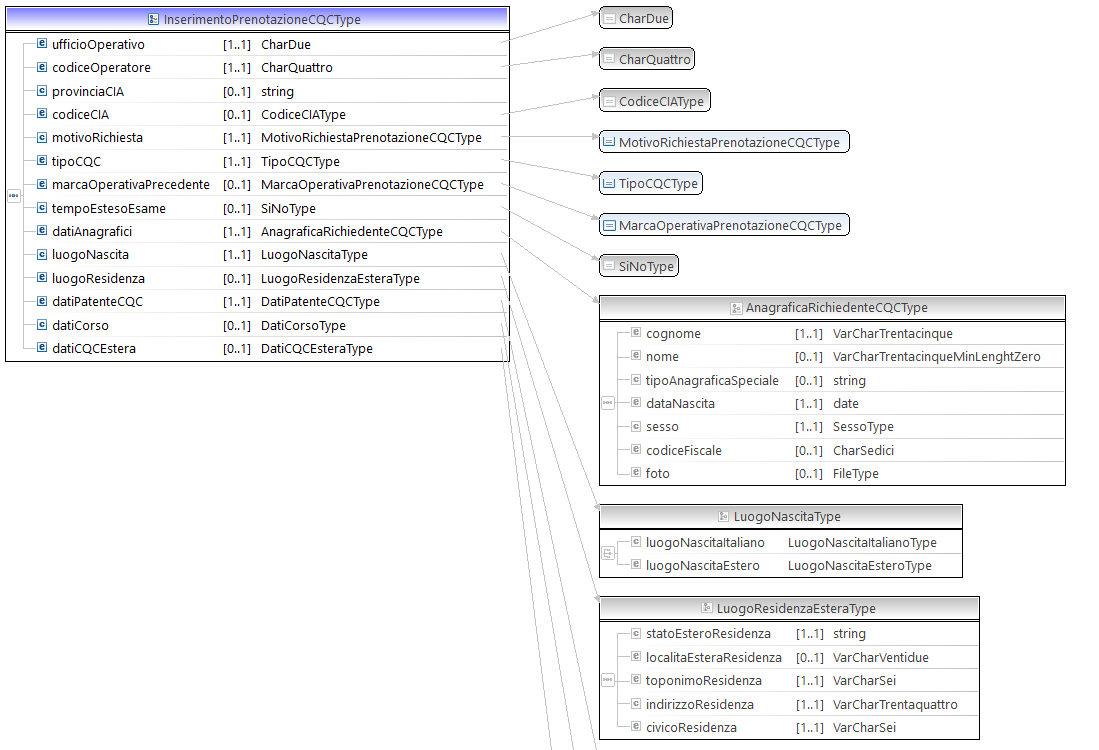 InserimentoPrenotazioneCQCType
ufficioOperativo [1..1] CharDue
codiceOperatore [1..1] CharQuattro
provinciaCIA [0..1] string
codiceCIA [0..1] CodiceCIAType
motivoRichiesta [1..1] MotivoRichiestaPrenotazioneCQCType
tipoCQC [1..1] TipoCQCType
marcaOperativaPrecedente [0..1] MarcaOperativaPrenotazioneCQCType
tempoEstesoEsame [0..1] SiNoType
datiAnagrafici [1..1] AnagraficaRichiedenteCQCType
luogoNascita [1..1] LuogoNascitaType
luogoResidenza [0..1] LuogoResidenzaEsteraType
datiPatenteCQC [1..1] DatiPatenteCQCType
datiCorso [0..1] DatiCorsoType
datiCQCEstera [0..1] DatiCQCEsteraType
CharDue
CharQuattro
CodiceCIAType
MotivoRichiestaPrenotazioneCQCType
TipoCQCType
MarcaOperativaPrenotazioneCQCType
SiNoType
AnagraficaRichiedenteCQCType
cognome [1..1] VarCharTrentacinque
nome [0..1] VarCharTrentacinqueMinLenghtZero
tipoAnagraficaSpeciale [0..1] string
dataNascita [1..1] date
sesso [1..1] SessoType
codiceFiscale [0..1] CharSedici
foto [0..1] FileType
LuogoNascitaType
luogoNascitaItaliano LuogoNascitaItalianoType
luogoNascitaEstero LuogoNascitaEsteroType
LuogoResidenzaEsteraType
statoEsteroResidenza [1..1] string
localitaEsteraResidenza [0..1] VarCharVentidue
toponimoResidenza [1..1] VarCharSei
indirizzoResidenza [1..1] VarCharTrentaquattro
civicoResidenza [1..1] VarCharSei